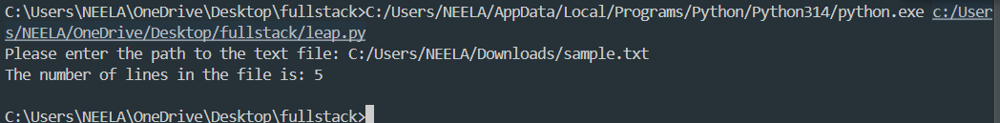 C:\Users\NEELA\OneDrive\Desktop\fullstack>C:/Users/NEELA/AppData/Local/Programs/Python/Python314/python.exe c:/User
s/NEELA/OneDrive/Desktop/fullstack/leap.py
Please enter the path to the text file: C:/Users/NEELA/Downloads/sample.txt
The number of lines in the file is: 5
C:\Users\NEELA\OneDrive\Desktop\fullstack>